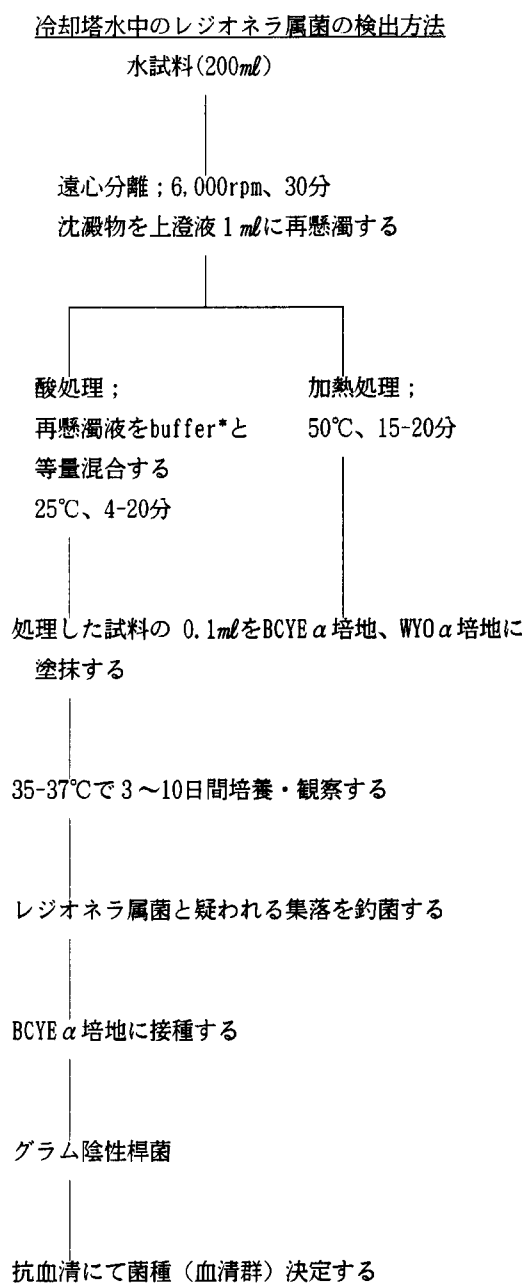 冷却塔水中のレジオネラ属菌の検出方法
水試料(200㎖)
遠心分離；6,000rpm、30分
沈澱物を上澄液1㎖に再懸濁する
酸処理；
再懸濁液をbuffer*と
等量混合する
25℃、4-20分
加熱処理；
50℃、15-20分
処理した試料の 0.1㎖をBCYEα培地、WYOα培地に
塗抹する
35-37℃で3～10日間培養・観察する
レジオネラ属菌と疑われる集落を釣菌する
BCYEα培地に接種する
グラム陰性桿菌
抗血清にて菌種（血清群）決定する